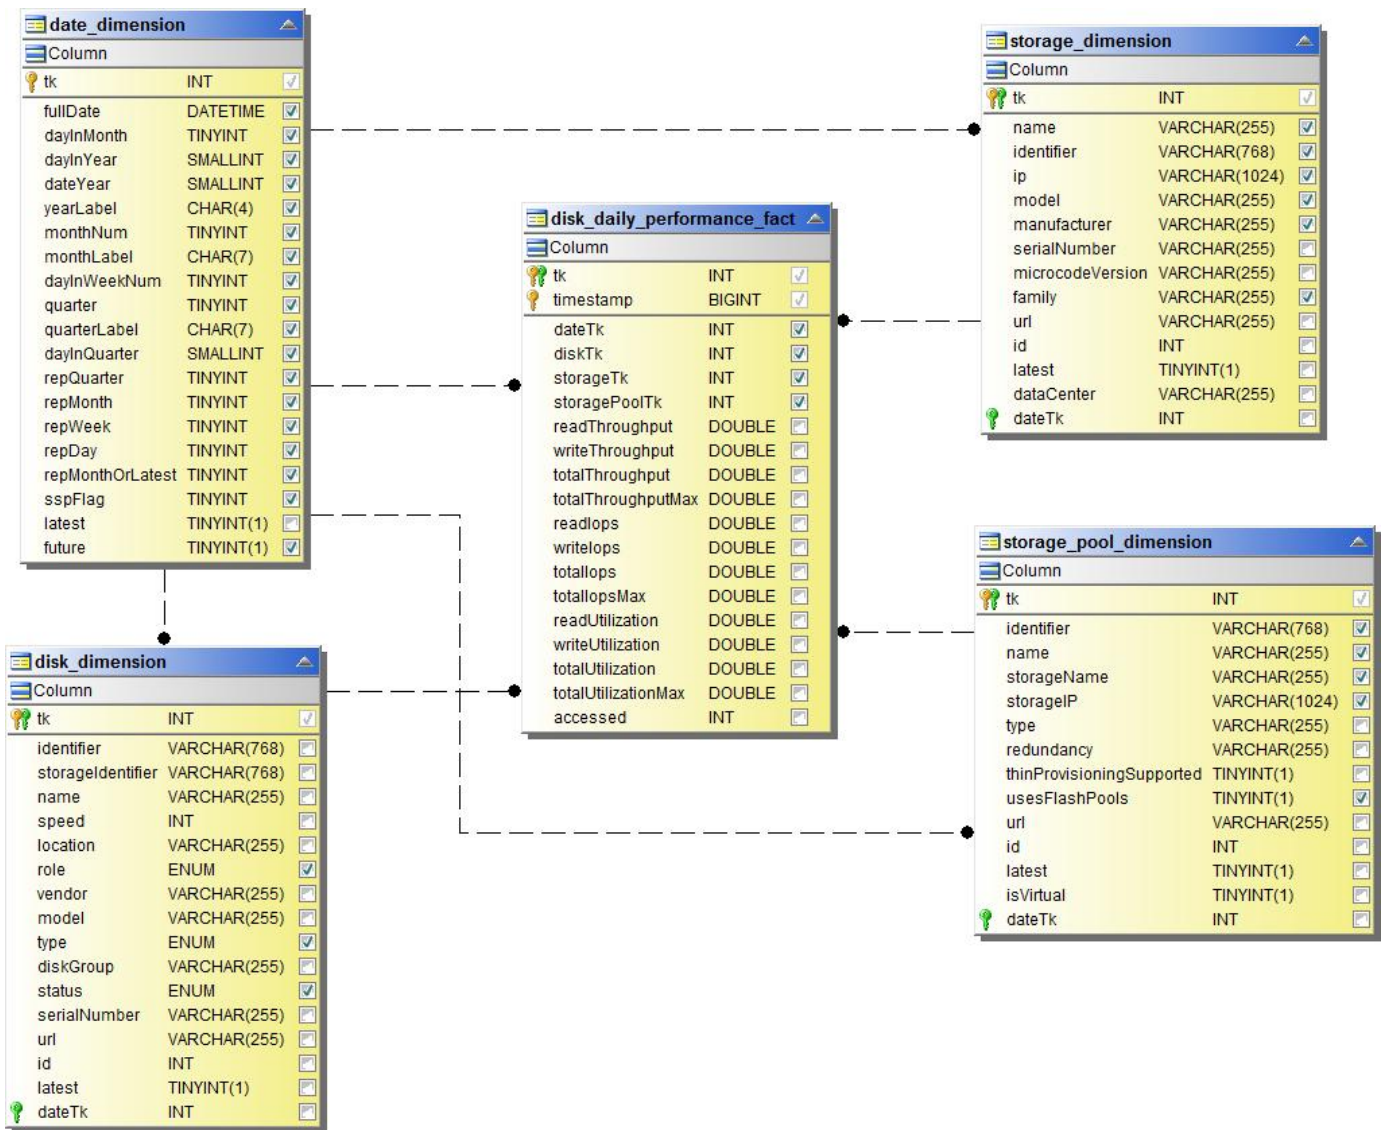 date_dimension
Column
tk INT
fullDate DATETIME
dayInMonth TINYINT
dayInYear SMALLINT
dateYear SMALLINT
yearLabel CHAR(4)
monthNum TINYINT
monthLabel CHAR(7)
dayInWeekNum TINYINT
quarter TINYINT
quarterLabel CHAR(7)
dayInQuarter SMALLINT
repQuarter TINYINT
repMonth TINYINT
repWeek TINYINT
repDay TINYINT
repMonthOrLatest TINYINT
sspFlag TINYINT
latest TINYINT(1)
future TINYINT(1)
disk_dimension
Column
tk INT
identifier VARCHAR(768)
storageIdentifier VARCHAR(768)
name VARCHAR(255)
speed INT
location VARCHAR(255)
role ENUM
vendor VARCHAR(255)
model VARCHAR(255)
type ENUM
diskGroup VARCHAR(255)
status ENUM
serialNumber VARCHAR(255)
url VARCHAR(255)
id INT
latest TINYINT(1)
dateTk INT
disk_daily_performance_fact
Column
tk INT
timestamp BIGINT
dateTk INT
diskTk INT
storageTk INT
storagePoolTk INT
readThroughput DOUBLE
writeThroughput DOUBLE
totalThroughput DOUBLE
totalThroughputMax DOUBLE
readIops DOUBLE
writeIops DOUBLE
totalIops DOUBLE
totalIopsMax DOUBLE
readUtilization DOUBLE
writeUtilization DOUBLE
totalUtilization DOUBLE
totalUtilizationMax DOUBLE
accessed INT
storage_dimension
Column
tk INT
name VARCHAR(255)
identifier VARCHAR(768)
ip VARCHAR(1024)
model VARCHAR(255)
manufacturer VARCHAR(255)
serialNumber VARCHAR(255)
microcodeVersion VARCHAR(255)
family VARCHAR(255)
url VARCHAR(255)
id INT
latest TINYINT(1)
dataCenter VARCHAR(255)
dateTk INT
storage_pool_dimension
Column
tk INT
identifier VARCHAR(768)
name VARCHAR(255)
storageName VARCHAR(255)
storageIP VARCHAR(1024)
type VARCHAR(255)
redundancy VARCHAR(255)
thinProvisioningSupported TINYINT(1)
usesFlashPools TINYINT(1)
url VARCHAR(255)
id INT
latest TINYINT(1)
isVirtual TINYINT(1)
dateTk INT